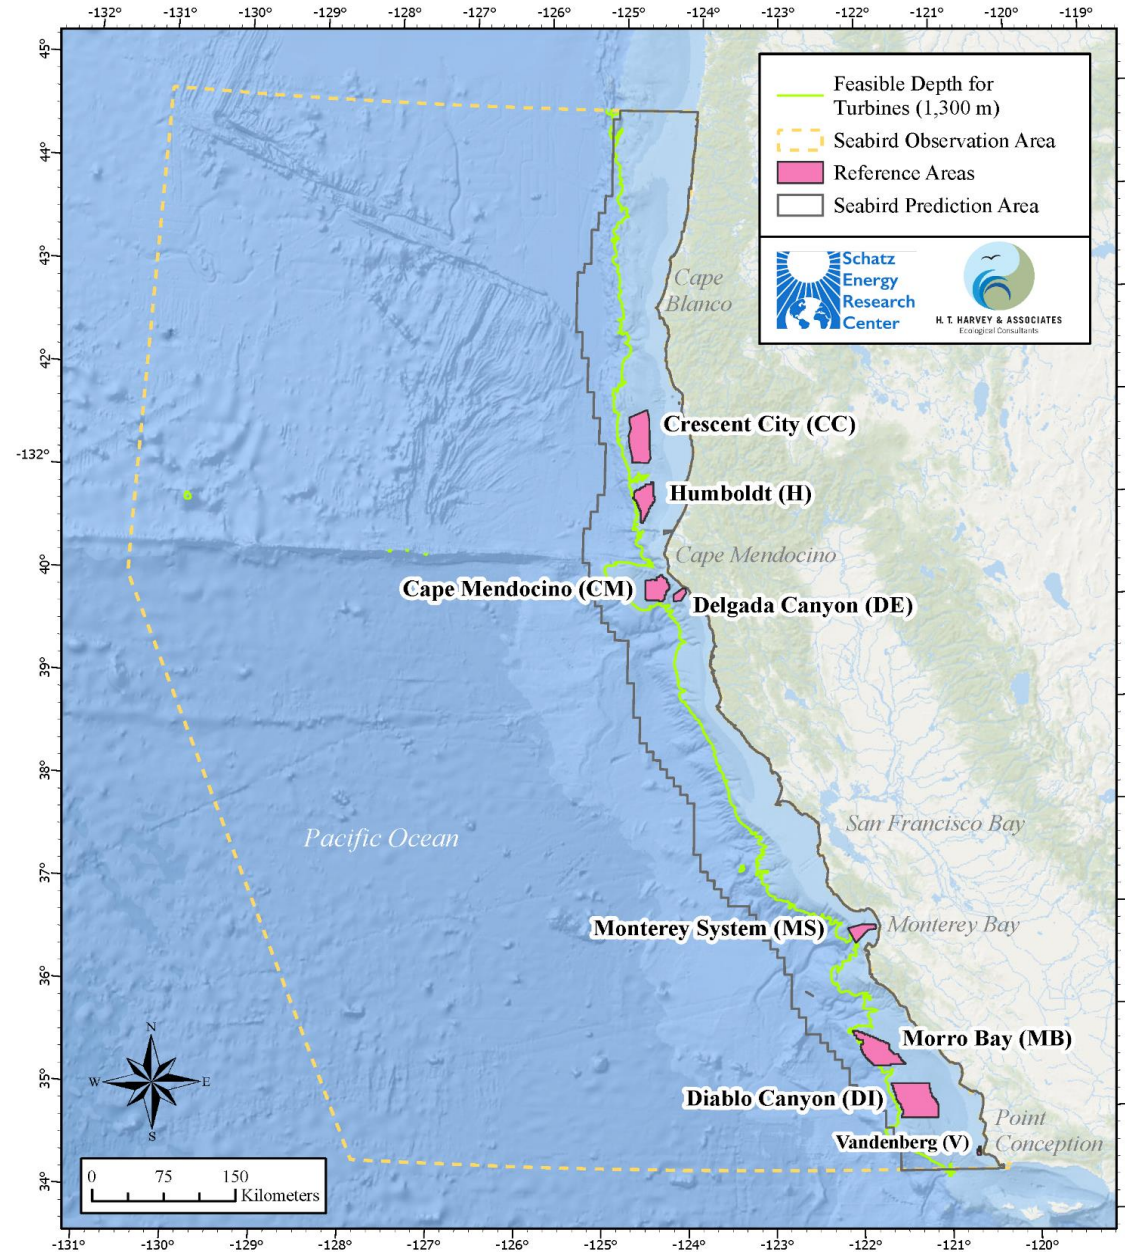 -132° -131° -130° -129° -128° -127° -126° -125° -124° -123° -122° -121° -120° -119°
45°
44°
43°
42°
-132°
40°
39°
38°
37°
36°
35°
34°
Feasible Depth for
Turbines (1,300 m)
Seabird Observation Area
Reference Areas
Seabird Prediction Area
Schatz
Energy
Research
Center
H. T. HARVEY & ASSOCIATES
Ecological Consultants
Cape
Blanco
Crescent City (CC)
Humboldt (H)
Cape Mendocino
Cape Mendocino (CM)
Delgada Canyon (DE)
Pacific Ocean
San Francisco Bay
Monterey System (MS)
Monterey Bay
Morro Bay (MB)
Diablo Canyon (DI)
Point
Conception
Vandenberg (V)
N
W E
S
0 75 150
Kilometers
-131° -130° -129° -128° -127° -126° -125° -124° -123° -122° -121° -120°